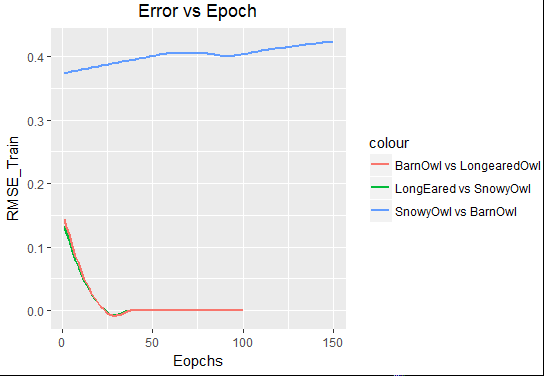 Error vs Epoch
RMSE_Train
0.4
0.3
0.2
0.1
0.0
0 50 100 150
Eopchs
colour
BarnOwl vs LongearedOwl
LongEared vs SnowyOwl
SnowyOwl vs BarnOwl